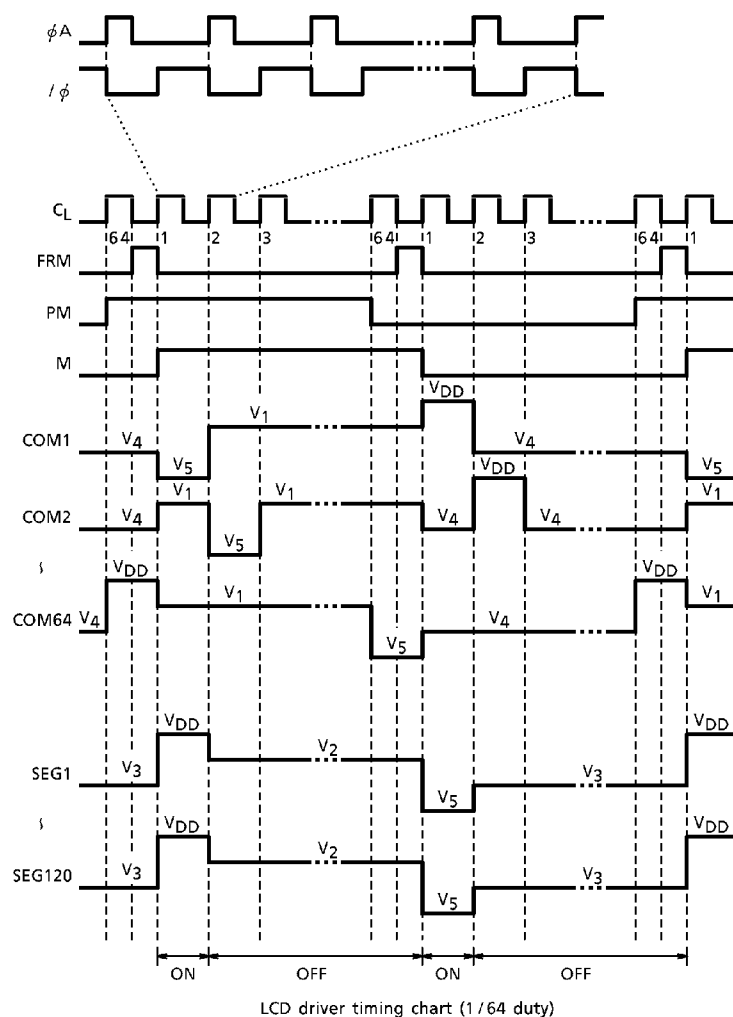 ϕA
/ϕ
CL
64 1 2 3 64 1 2 3 64 1
FRM
PM
M
VDD
V1
COM1 V4 V4
V5 VDD V5
V1 V1 V1
COM2 V4 V4 V4
V5
VDD VDD
V1 V1
COM64 V4 V4
V5
VDD VDD
V2
SEG1 V3 V3
V5
VDD VDD
V2
SEG120 V3 V3
V5
ON OFF ON OFF
LCD driver timing chart (1/64 duty)